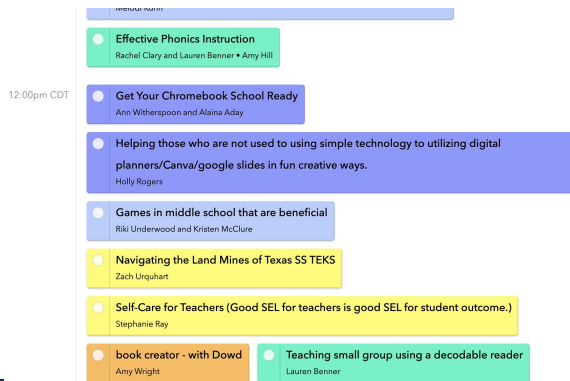 Melodi Kuhn
Effective Phonics Instruction
Rachel Clary and Lauren Benner • Amy Hill
12:00pm CDT
Get Your Chromebook School Ready
Ann Witherspoon and Alaina Aday
Helping those who are not used to using simple technology to utilizing digital
planners/Canva/google slides in fun creative ways.
Holly Rogers
Games in middle school that are beneficial
Riki Underwood and Kristen McClure
Navigating the Land Mines of Texas SS TEKS
Zach Urquhart
Self-Care for Teachers (Good SEL for teachers is good SEL for student outcome.)
Stephanie Ray
book creator - with Dowd
Amy Wright
Teaching small group using a decodable reader
Lauren Benner